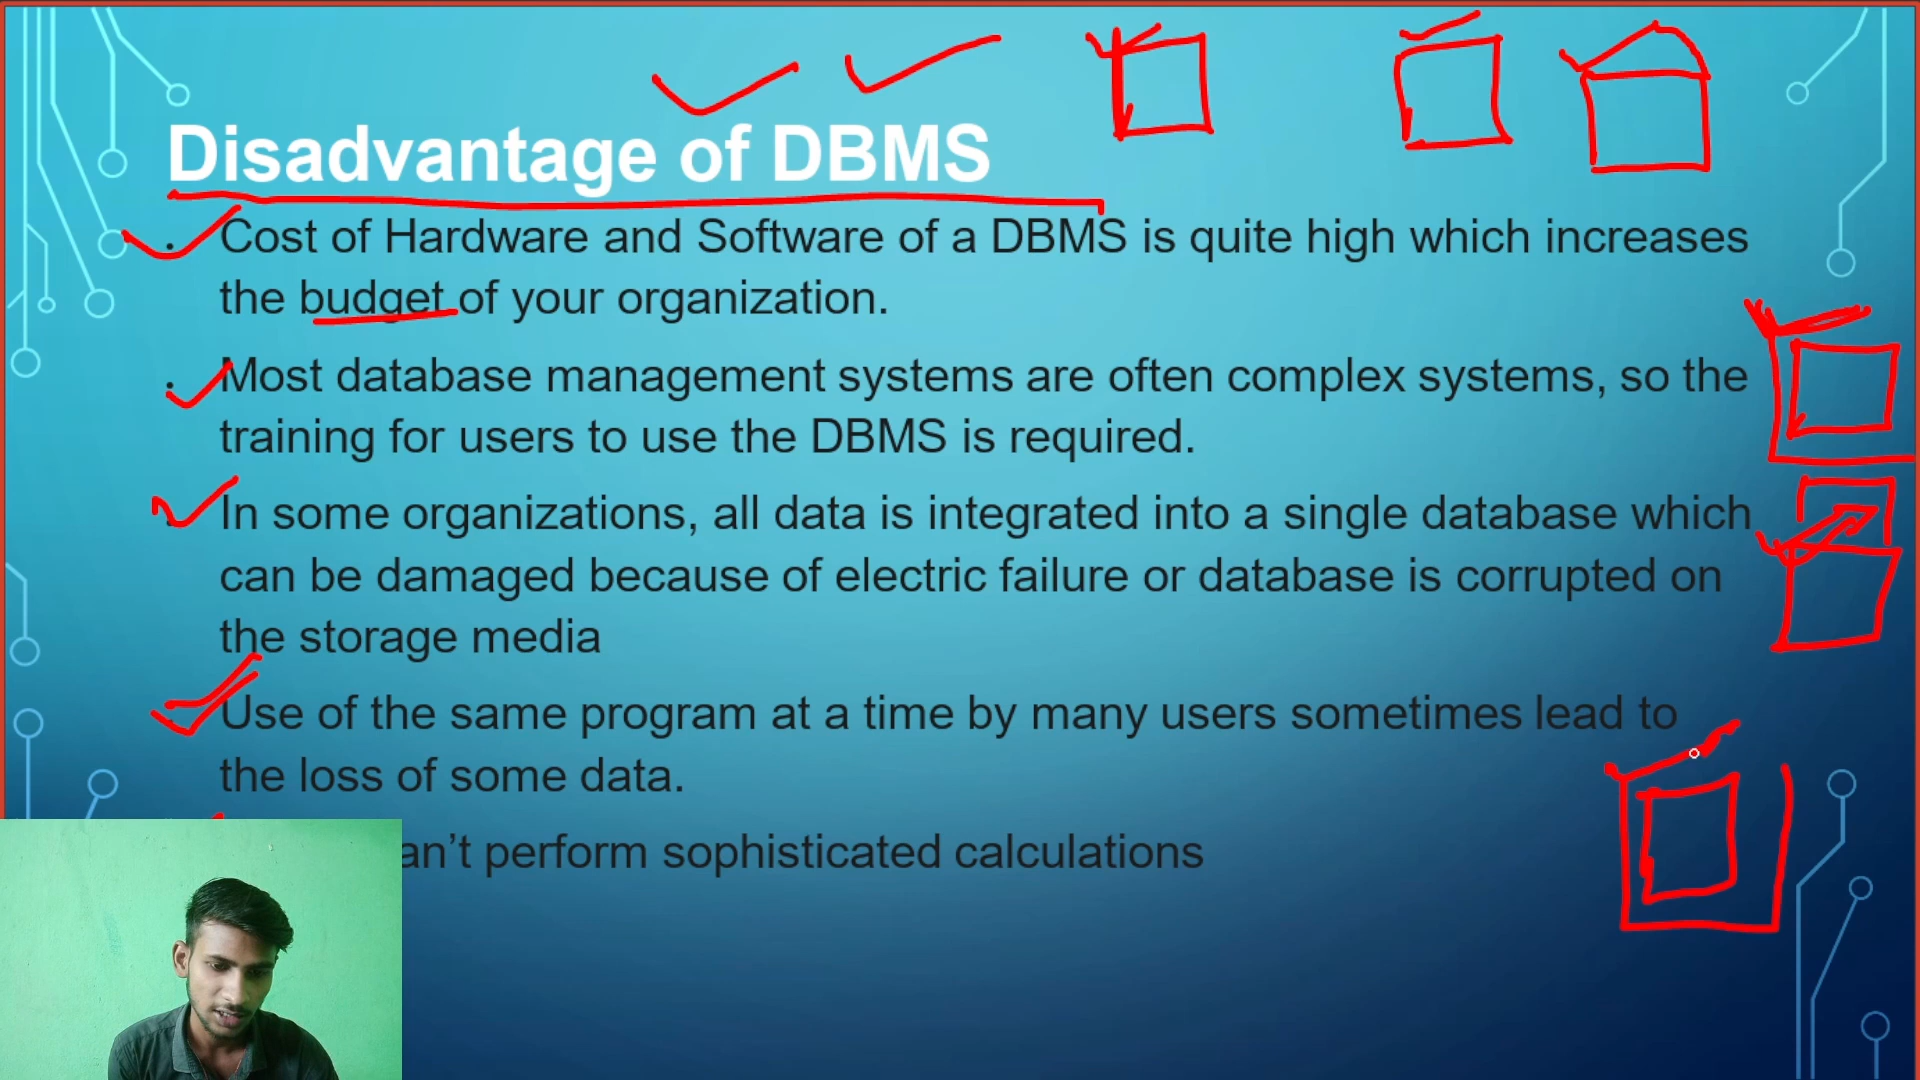 Disadvantage of DBMS
Cost of Hardware and Software of a DBMS is quite high which increases
the budget of your organization.
Most database management systems are often complex systems, so the
training for users to use the DBMS is required.
In some organizations, all data is integrated into a single database which
can be damaged because of electric failure or database is corrupted on
the storage media
Use of the same program at a time by many users sometimes lead to
the loss of some data.
an’t perform sophisticated calculations